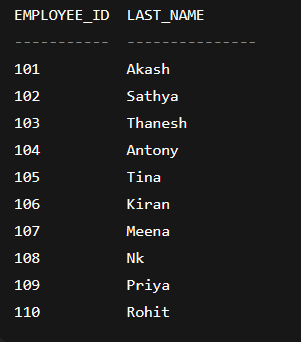 EMPLOYEE_ID  LAST_NAME
-----------  ---------------
101          Akash
102          Sathya
103          Thanesh
104          Antony
105          Tina
106          Kiran
107          Meena
108          Nk
109          Priya
110          Rohit